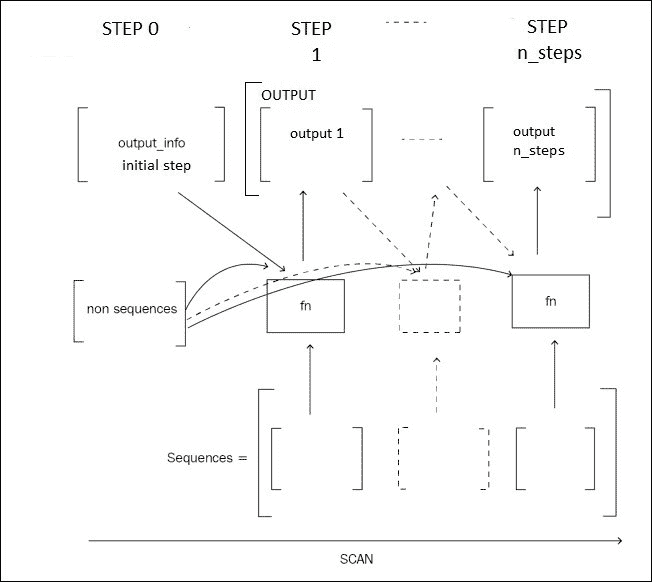 STEP 0
STEP
1
STEP
n_steps
OUTPUT
output_info
initial step
output 1
output
n_steps
non sequences
fn
fn
Sequences =
SCAN